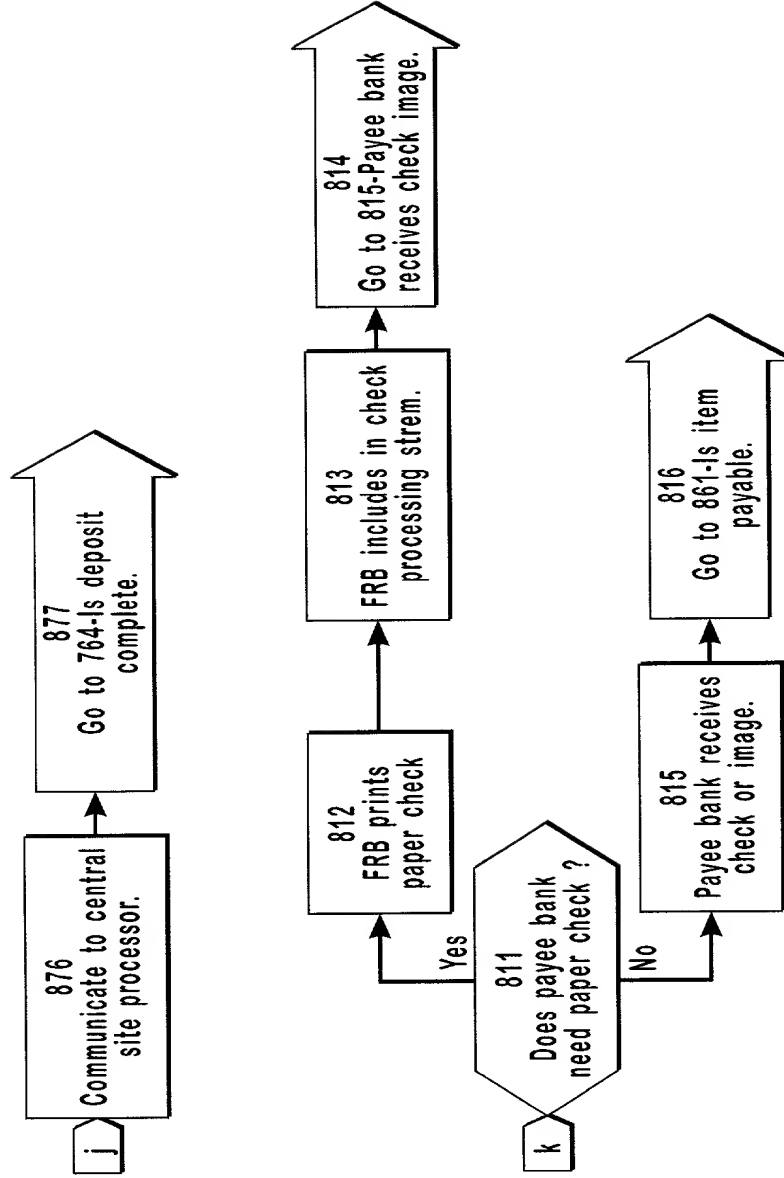 j
876
Communicate to central
site processor.
877
Go to 764-Is deposit
complete.
k
811
Does payee bank
need paper check ?
Yes
812
FRB prints
paper check
813
FRB includes in check
processing strem.
814
Go to 815-Payee bank
receives check image.
No
815
Payee bank receives
check or image.
816
Go to 861-Is item
payable.